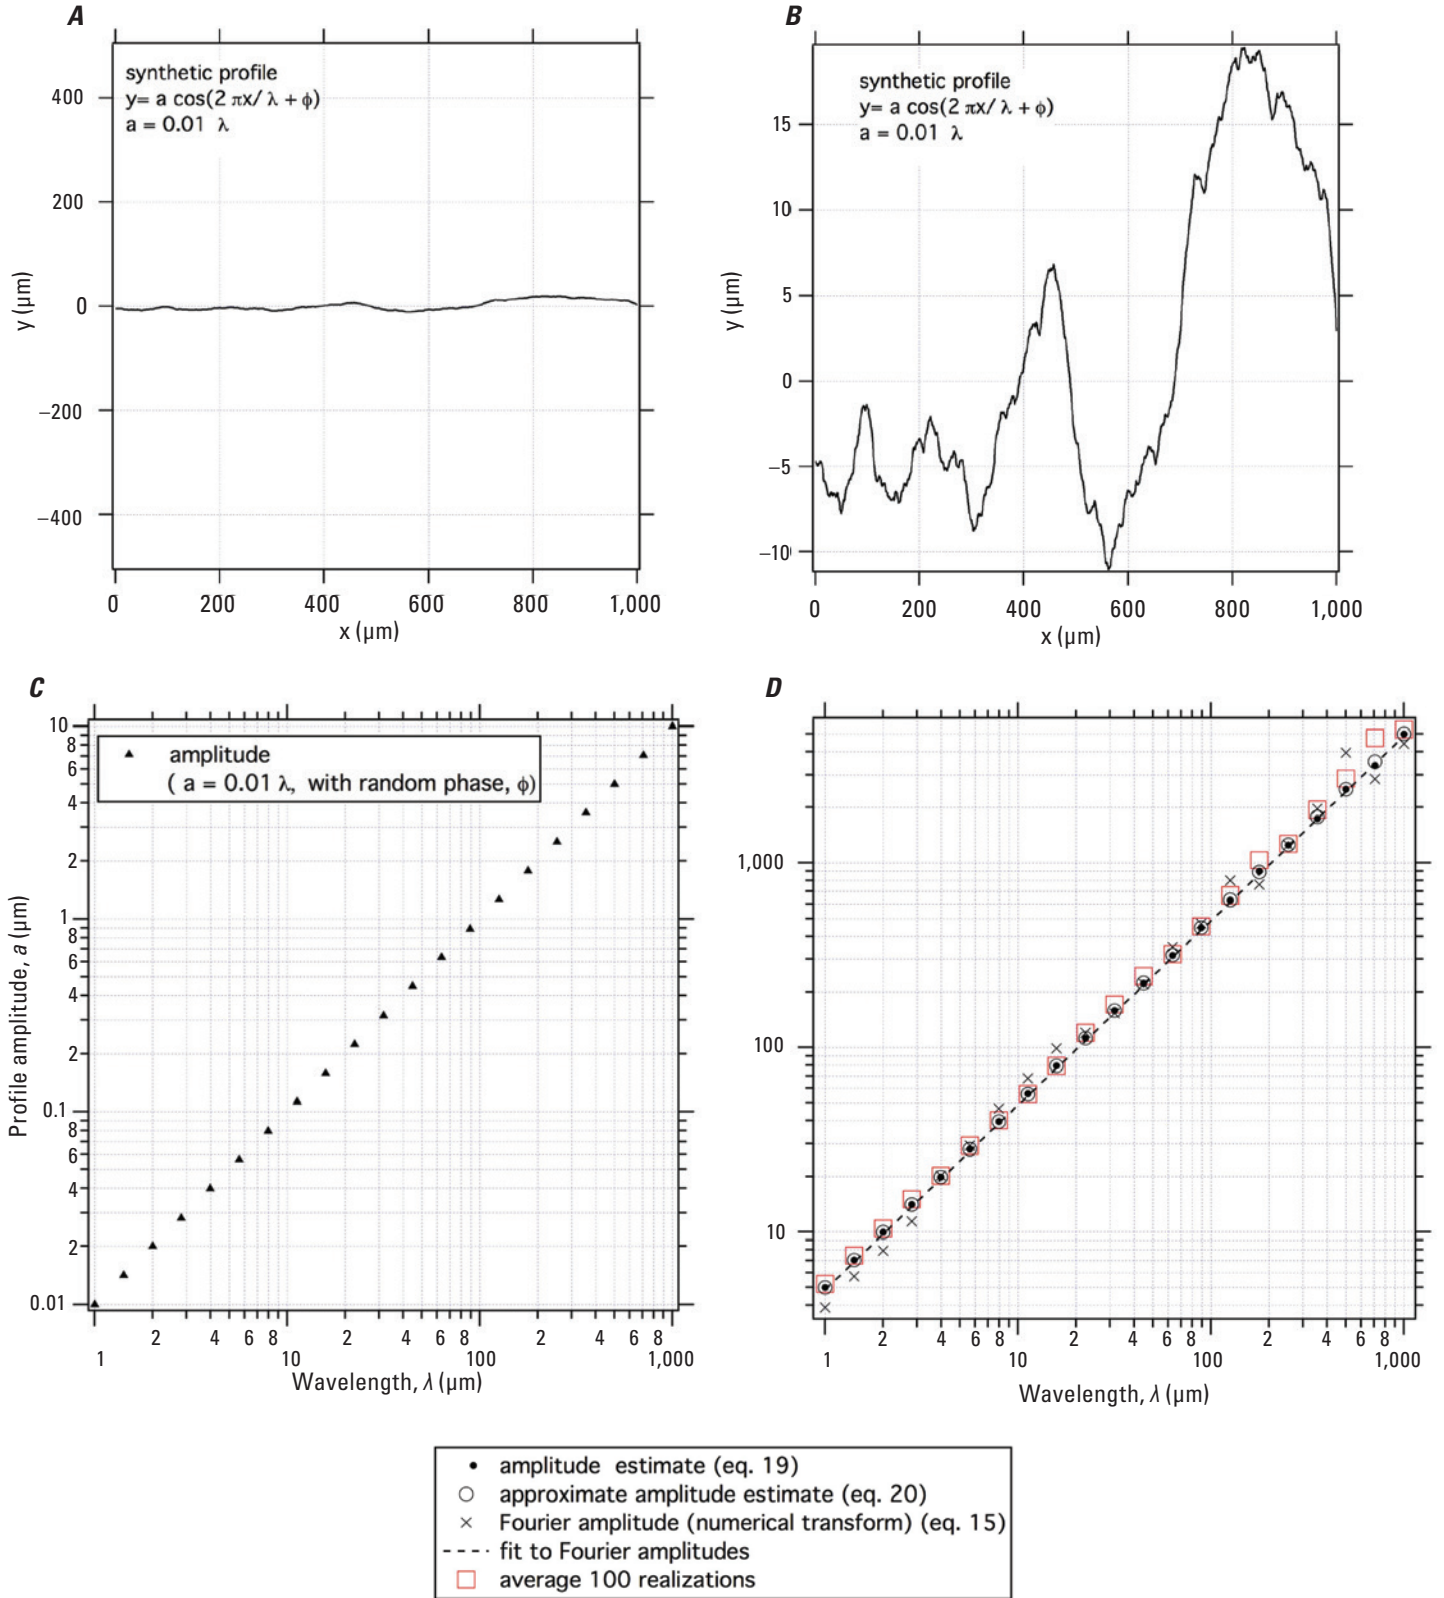 A
synthetic profile
y= a cos(2 πx/ λ + ϕ)
a = 0.01 λ
400
200
0
−200
−400
y (µm)
0 200 400 600 800 1,000
x (µm)
B
synthetic profile
y= a cos(2 πx/ λ + ϕ)
a = 0.01 λ
15
10
5
0
−5
−10
y (µm)
0 200 400 600 800 1,000
x (µm)
C
amplitude
( a = 0.01 λ, with random phase, ϕ)
10
8
6
4
2
1
8
6
4
2
0.1
8
6
4
2
0.01
Profile amplitude, a (µm)
2 4 6 8 2 4 6 8 2 4 6 8
1 10 100 1,000
Wavelength, λ (µm)
D
1,000
100
10
2 4 6 8 2 4 6 8 2 4 6 8
1 10 100 1,000
Wavelength, λ (µm)
amplitude estimate (eq. 19)
approximate amplitude estimate (eq. 20)
Fourier amplitude (numerical transform) (eq. 15)
fit to Fourier amplitudes
average 100 realizations